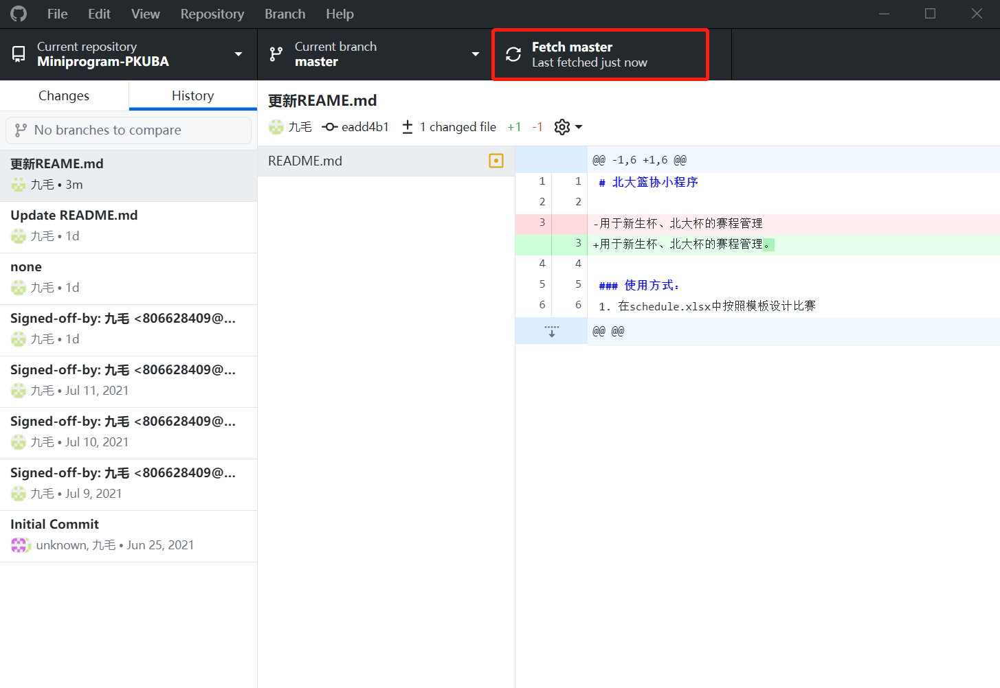 File Edit View Repository Branch Help
Current repository
Miniprogram-PKUBA
Current branch
master
Fetch master
Last fetched just now
Changes
History
No branches to compare
更新REAME.md
九毛 • 3m
Update README.md
九毛 • 1d
none
九毛 • 1d
Signed-off-by: 九毛 <806628409@...
九毛 • 1d
Signed-off-by: 九毛 <806628409@...
九毛 • Jul 11, 2021
Signed-off-by: 九毛 <806628409@...
九毛 • Jul 10, 2021
Signed-off-by: 九毛 <806628409@...
九毛 • Jul 9, 2021
Initial Commit
unknown, 九毛 • Jun 25, 2021
更新REAME.md
九毛 eadd4b1 1 changed file +1 -1
README.md
@@ -1,6 +1,6 @@
1 1 # 北大篮协小程序
2 2
3 -用于新生杯、北大杯的赛程管理
3 +用于新生杯、北大杯的赛程管理。
4 4
5 5 ### 使用方式：
6 6 1. 在schedule.xlsx中按照模板设计比赛
@@ @@